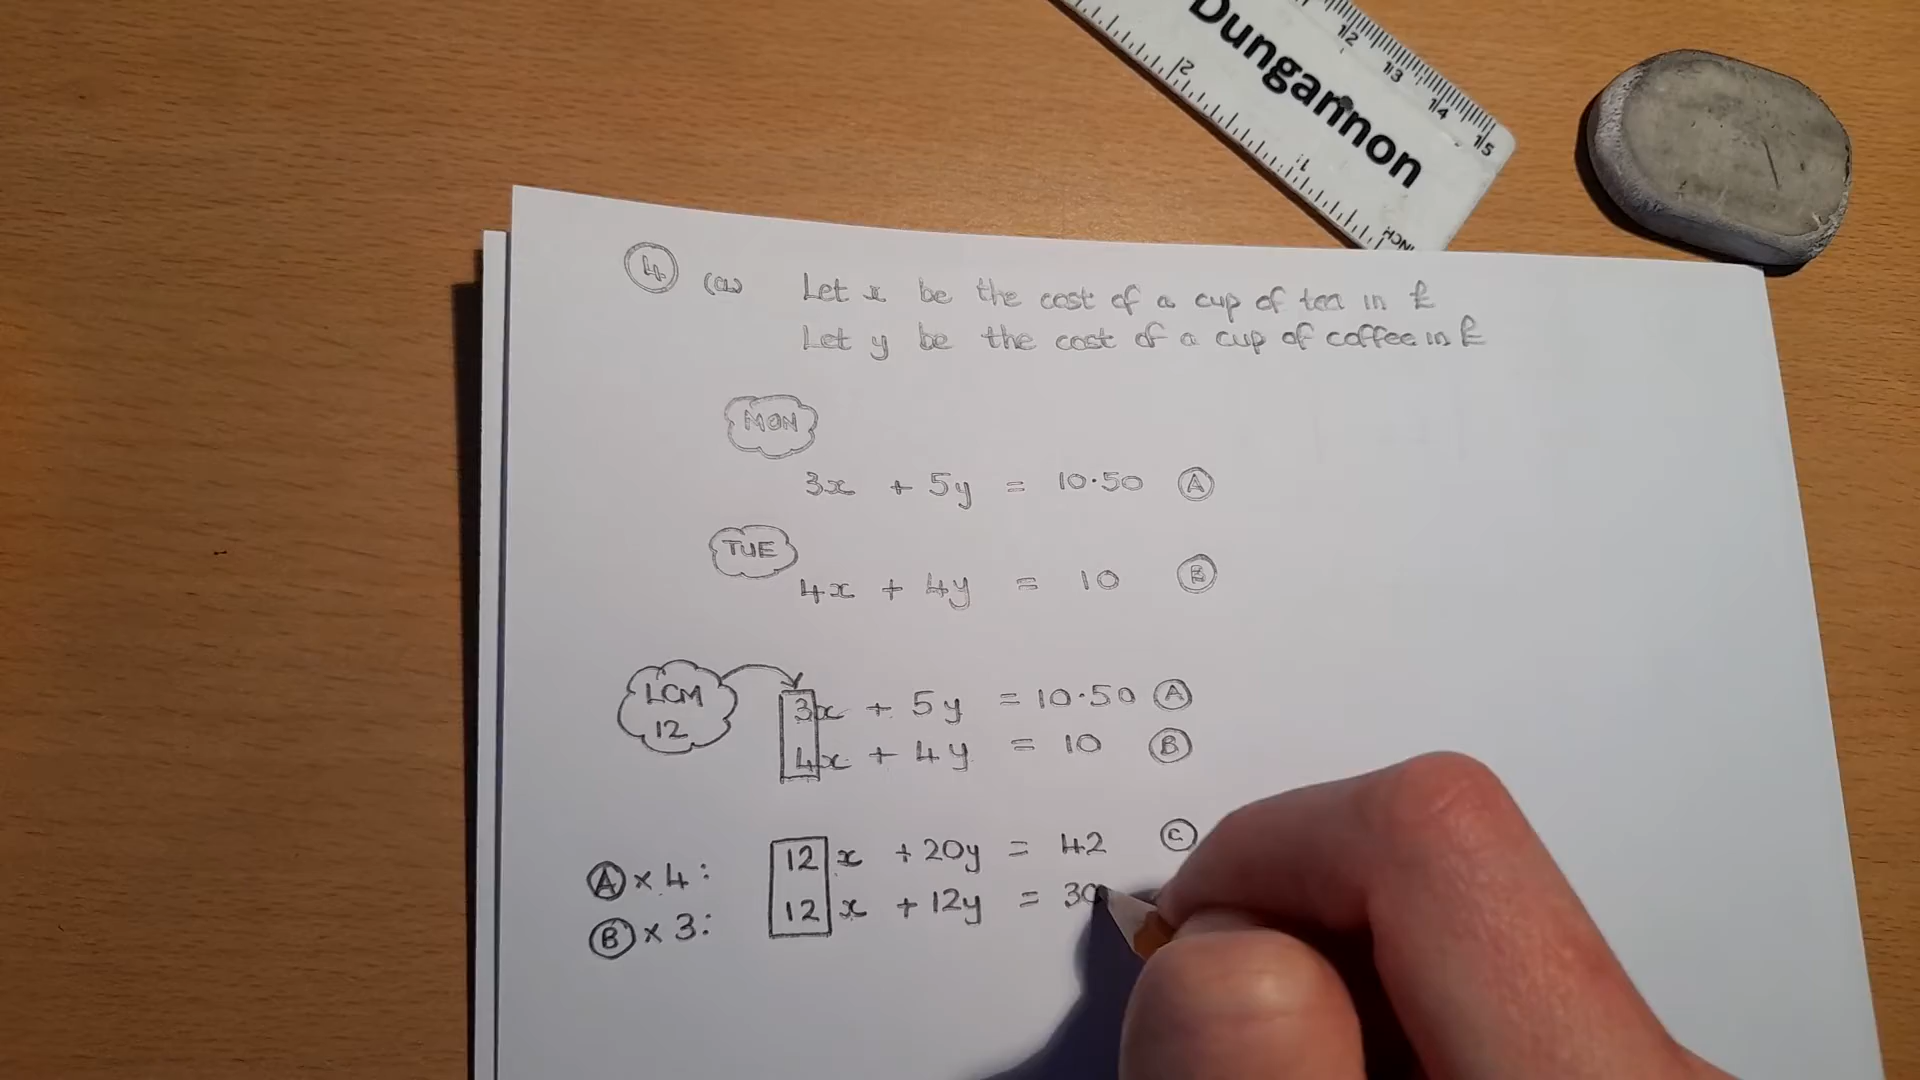 Dungannon
12 13 14 15
2 1 INCH
4 (a) Let x be the cost of a cup of tea in £
Let y be the cost of a cup of coffee in £
MON
3x + 5y = 10.50 A
TUE
4x + 4y = 10 B
LCM
12
3x + 5y = 10.50 A
4x + 4y = 10 B
A × 4: 12x + 20y = 42 C
B × 3: 12x + 12y = 30